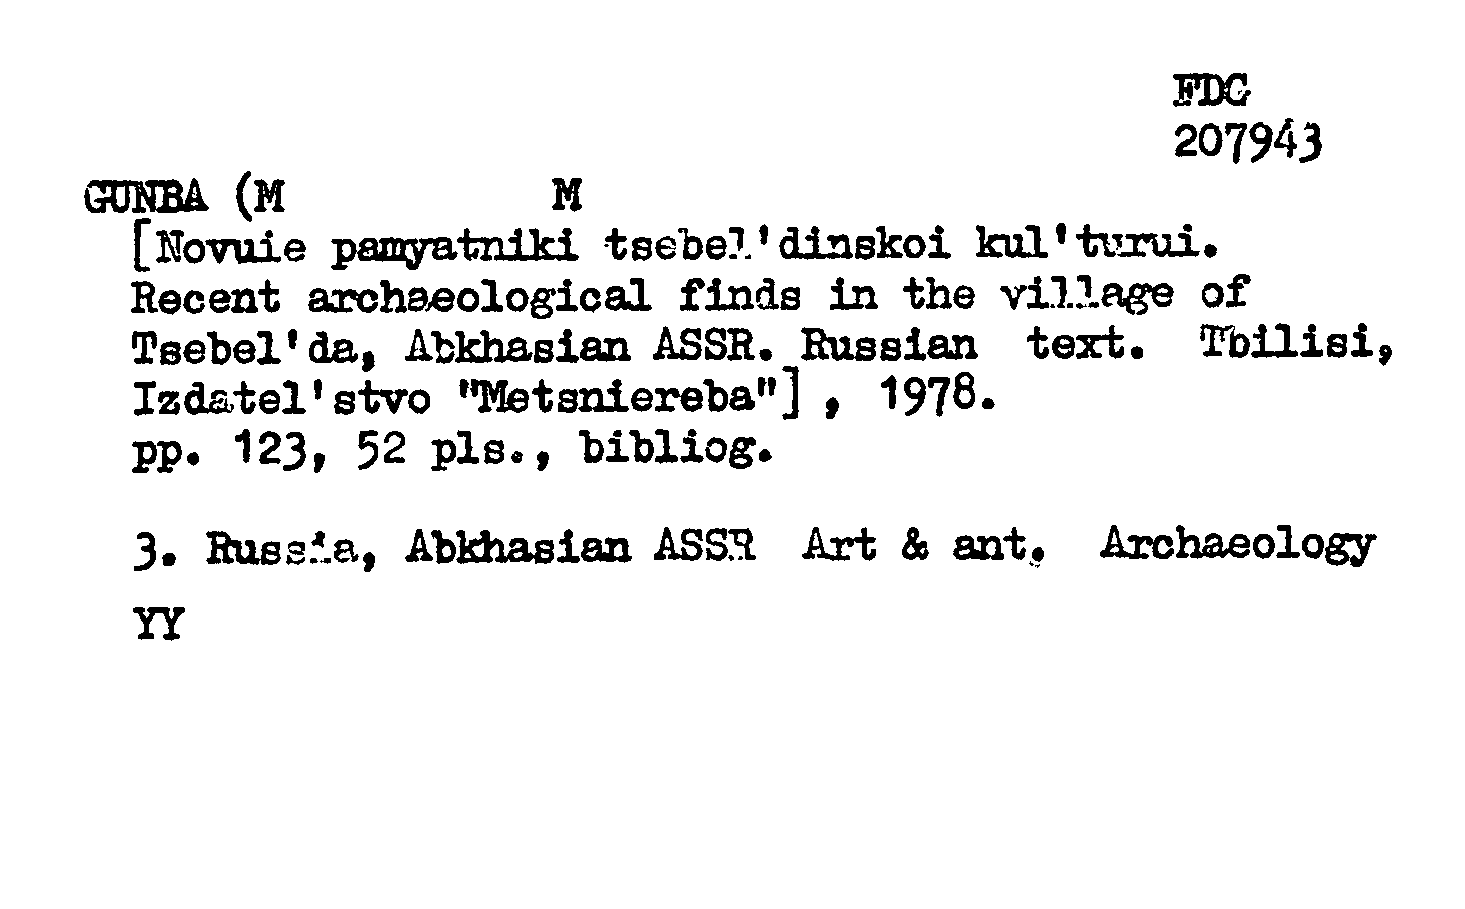 FDG
207943
GUNBA (M M
[Novuie pamyatniki tsebel'dinskoi kul'turui.
Recent archaeological finds in the village of
Tsebel'da, Abkhasian ASSR. Russian text. Tbilisi,
Izdatel'stvo "Metsniereba"] , 1978.
pp. 123, 52 pls., bibliog.
3. Russia, Abkhasian ASSR Art & ant. Archaeology
YY